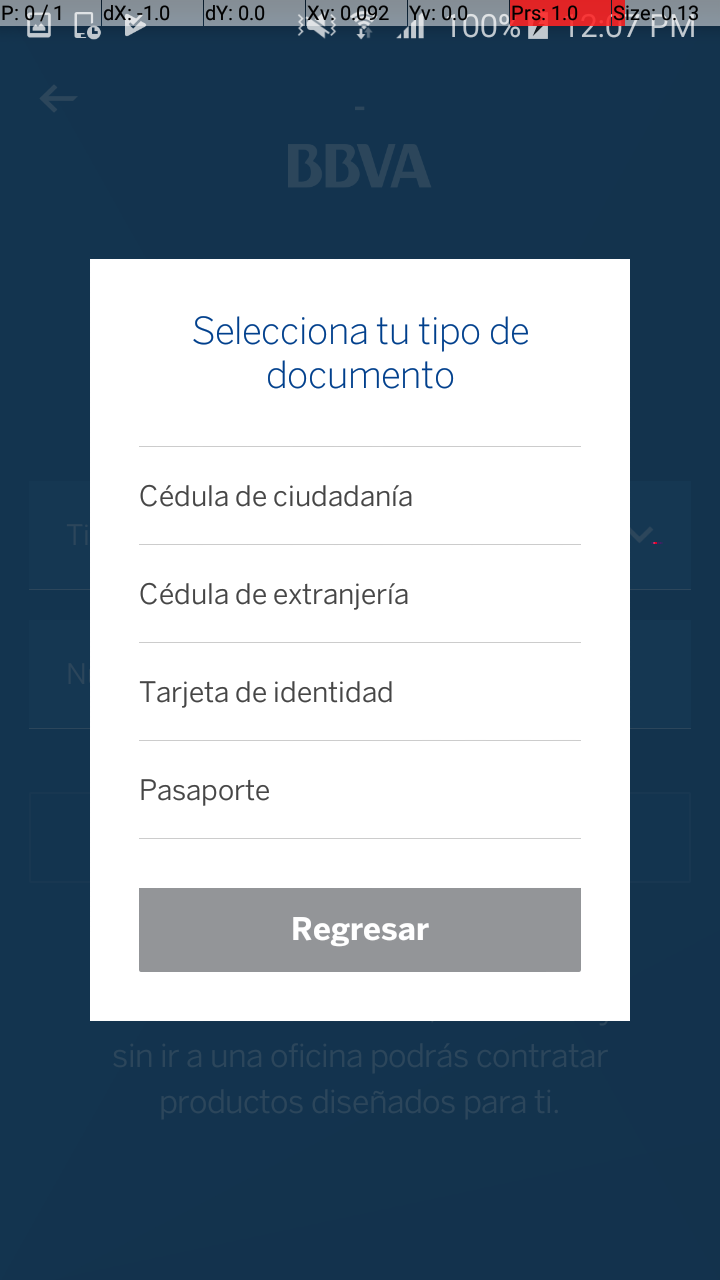 P: 0 / 1 dX: -1.0 dY: 0.0 Xv: 0.092 Yv: 0.0 Prs: 1.0 Size: 0.13
100% 12:07 PM
BBVA
Selecciona tu tipo de
documento
Cédula de ciudadanía
Cédula de extranjería
Tarjeta de identidad
Pasaporte
Regresar
sin ir a una oficina podrás contratar
productos diseñados para ti.